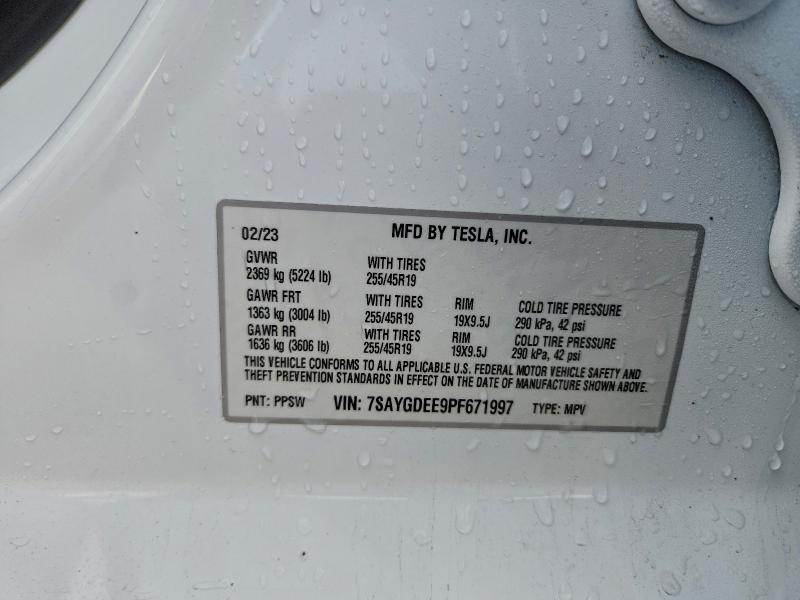 02/23 MFD BY TESLA, INC.
GVWR WITH TIRES
2369 kg (5224 lb) 255/45R19
GAWR FRT WITH TIRES RIM COLD TIRE PRESSURE
1363 kg (3004 lb) 255/45R19 19X9.5J 290 kPa, 42 psi
GAWR RR WITH TIRES RIM COLD TIRE PRESSURE
1636 kg (3606 lb) 255/45R19 19X9.5J 290 kPa, 42 psi
THIS VEHICLE CONFORMS TO ALL APPLICABLE U.S. FEDERAL MOTOR VEHICLE SAFETY AND
THEFT PREVENTION STANDARDS IN EFFECT ON THE DATE OF MANUFACTURE SHOWN ABOVE.
PNT: PPSW VIN: 7SAYGDEE9PF671997 TYPE: MPV